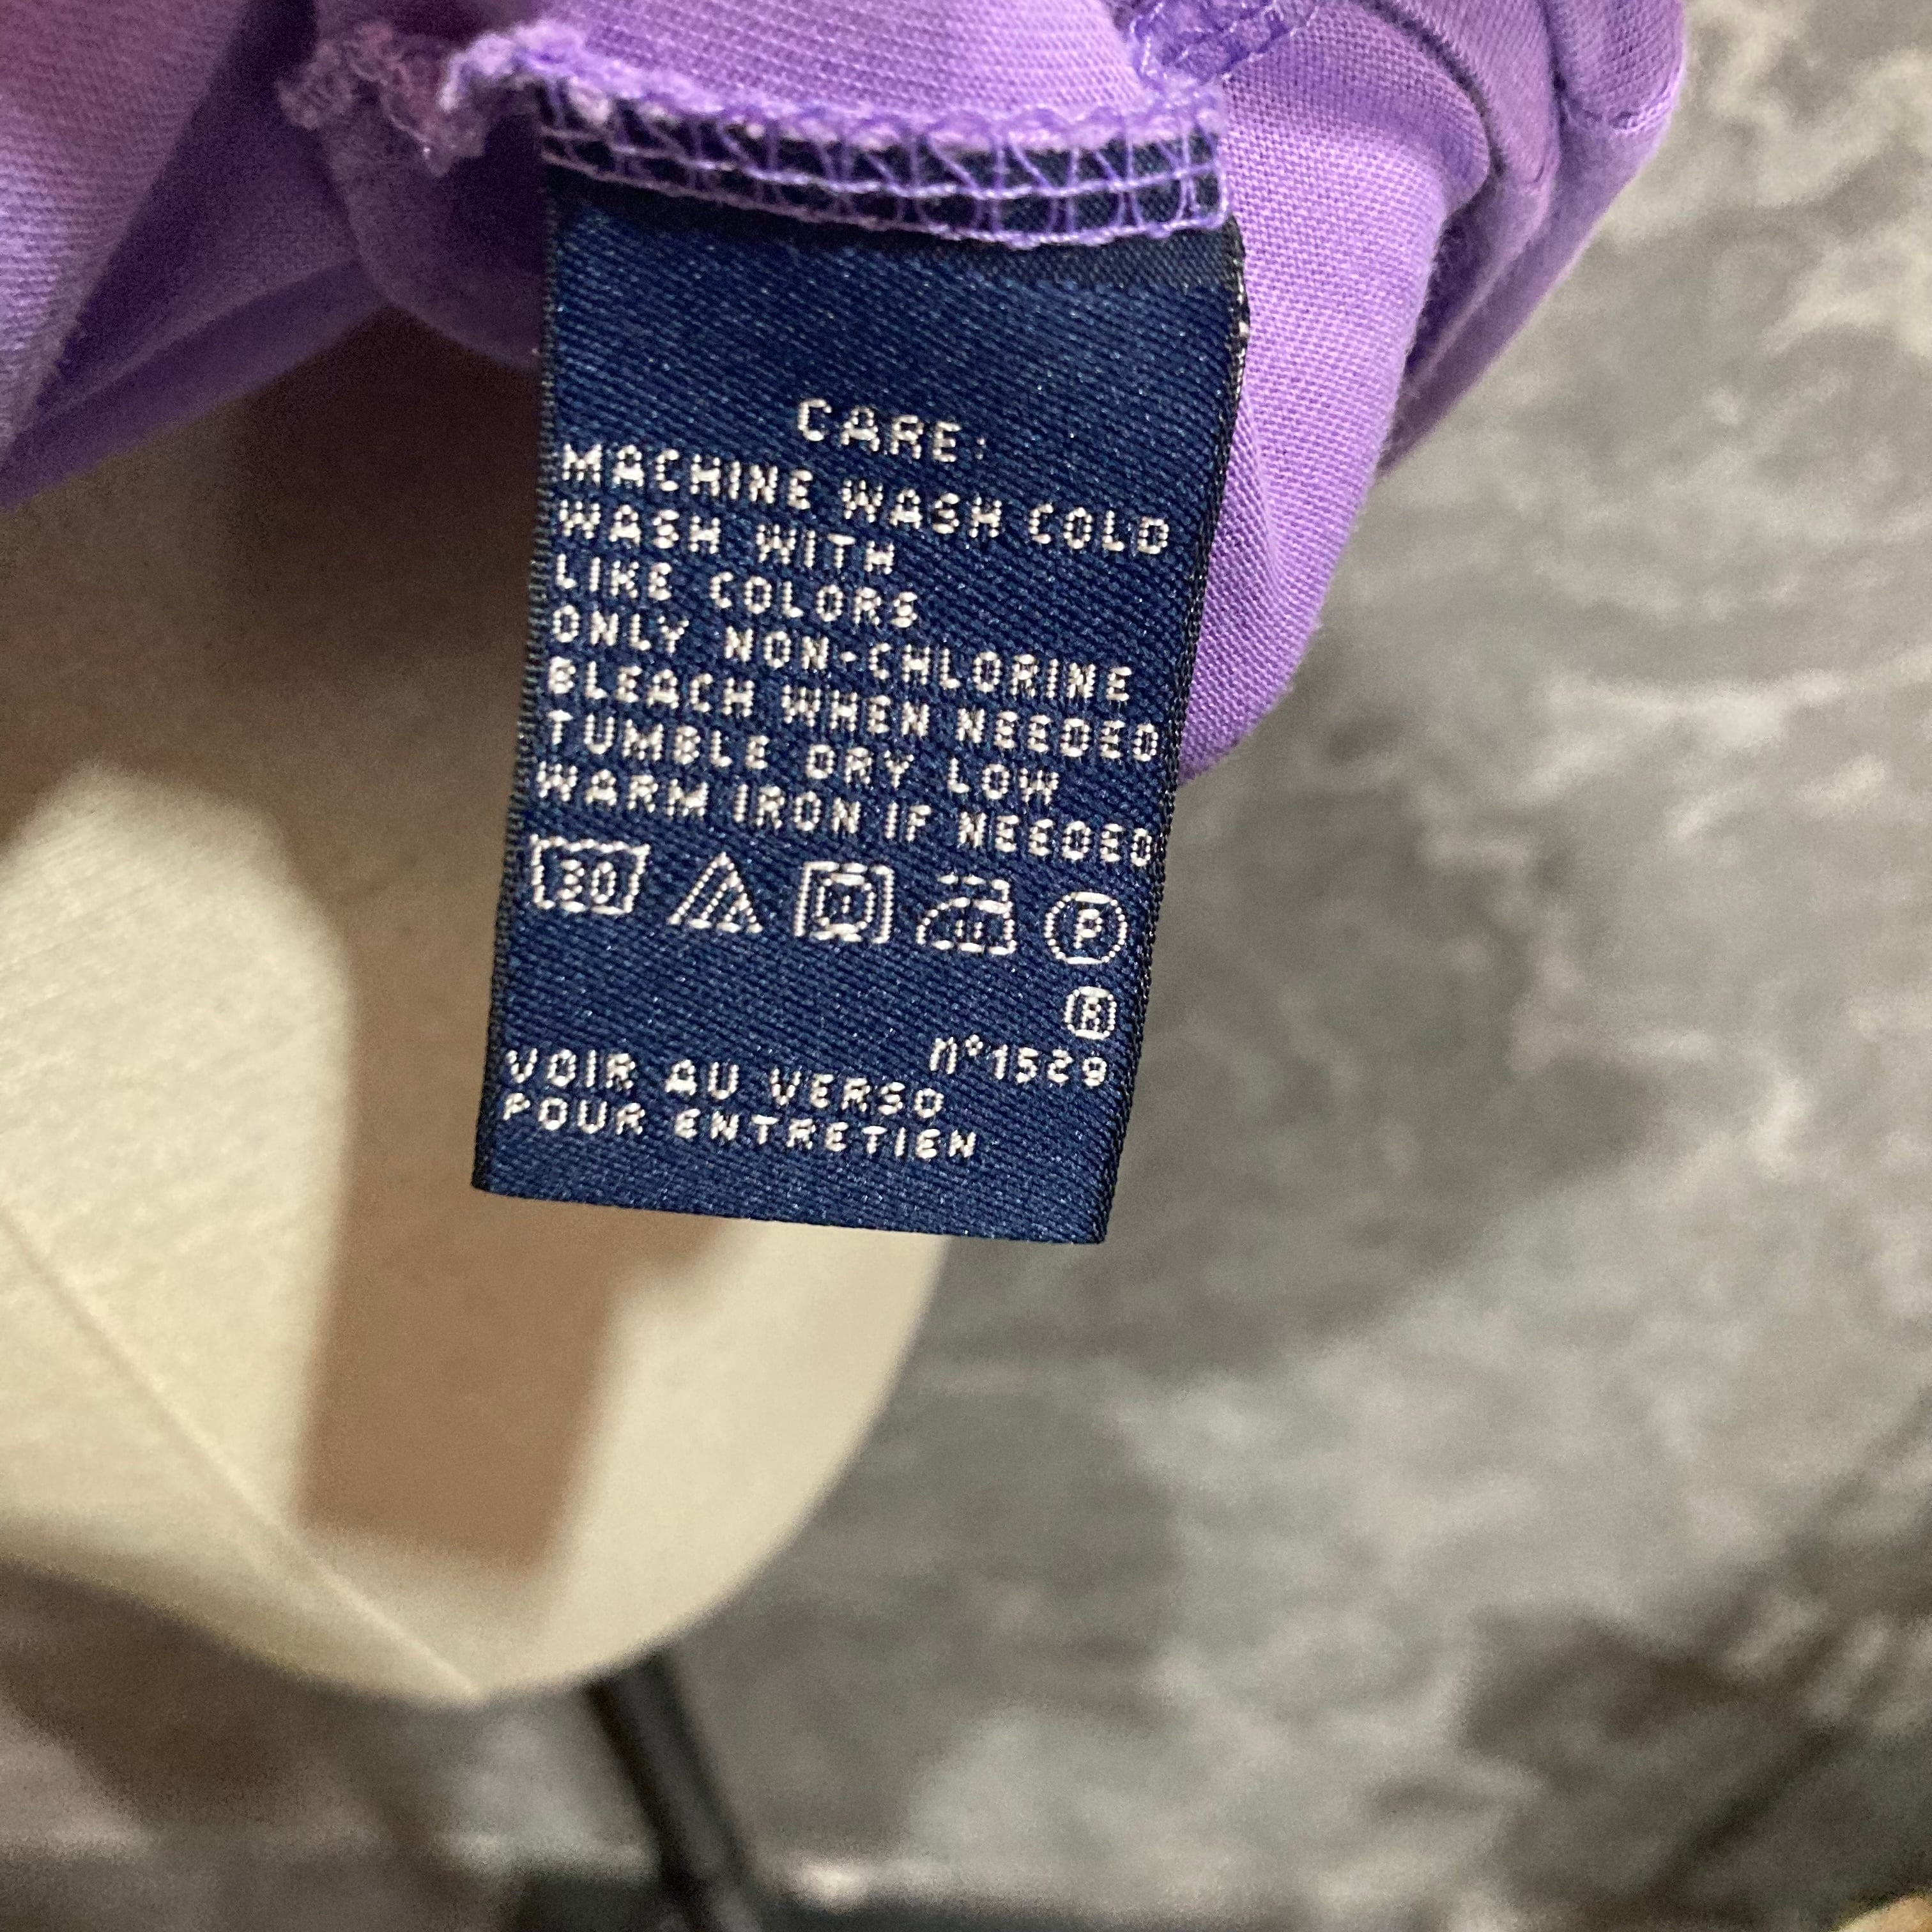 CARE:
MACHINE WASH COLD
WASH WITH
LIKE COLORS
ONLY NON-CHLORINE
BLEACH WHEN NEEDED
TUMBLE DRY LOW
WARM IRON IF NEEDED
30 P
R
n°1529
VOIR AU VERSO
POUR ENTRETIEN